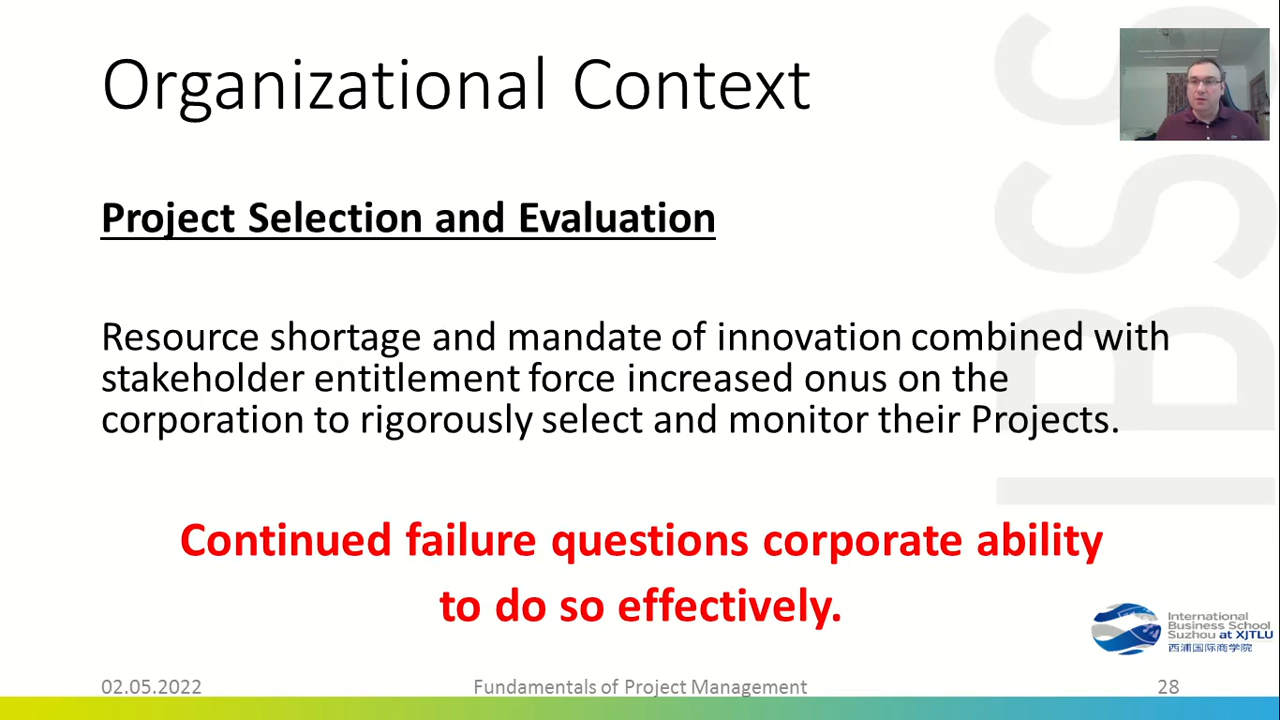 Organizational Context
Project Selection and Evaluation
Resource shortage and mandate of innovation combined with
stakeholder entitlement force increased onus on the
corporation to rigorously select and monitor their Projects.
Continued failure questions corporate ability
to do so effectively.
IBSS
International
Business School
Suzhou at XJTLU
西浦国际商学院
02.05.2022
Fundamentals of Project Management
28